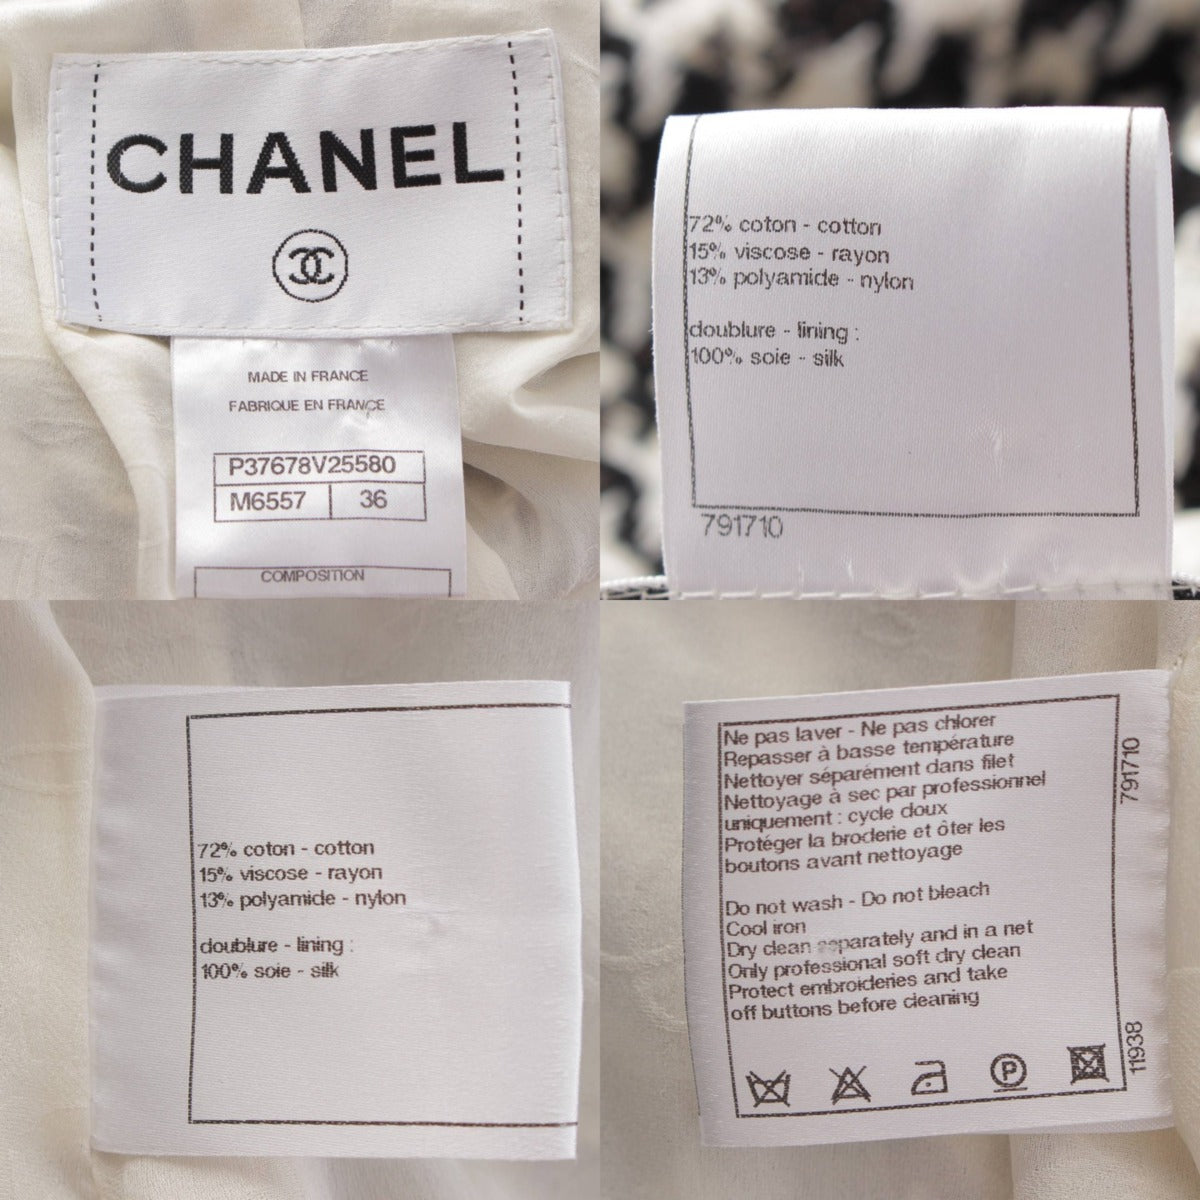 CHANEL
MADE IN FRANCE
FABRIQUE EN FRANCE
P37678V25580
M6557 36
COMPOSITION
72% coton - cotton
15% viscose - rayon
13% polyamide - nylon
doublure - lining :
100% soie - silk
791710
72% coton - cotton
15% viscose - rayon
13% polyamide - nylon
doublure - lining :
100% soie - silk
Ne pas laver - Ne pas chlorer
Repasser à basse température
Nettoyer séparément dans filet
Nettoyage à sec par professionnel
uniquement : cycle doux
Protéger la broderie et ôter les
boutons avant nettoyage
Do not wash - Do not bleach
Cool iron
Dry clean separately and in a net
Only professional soft dry clean
Protect embroideries and take
off buttons before cleaning
P
791710
11938